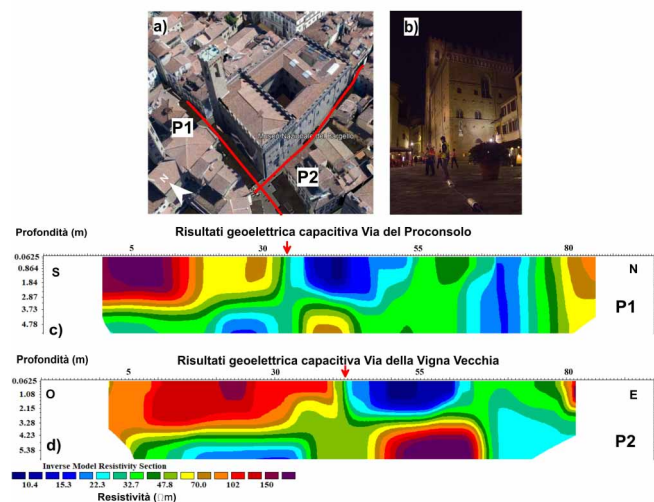 a)
b)
P1
P2
Museo Nazionale del Bargello
N
Profondità (m)
Risultati geoelettrica capacitiva Via del Proconsolo
5 30 55 80
0.0625
0.864
1.84
2.87
3.73
4.78
S
N
P1
c)
Profondità (m)
Risultati geoelettrica capacitiva Via della Vigna Vecchia
5 30 55 80
0.0625
1.08
2.15
3.28
4.23
5.38
O
E
P2
d)
Inverse Model Resistivity Section
10.4 15.3 22.3 32.7 47.8 70.0 102 150
Resistività (□m)